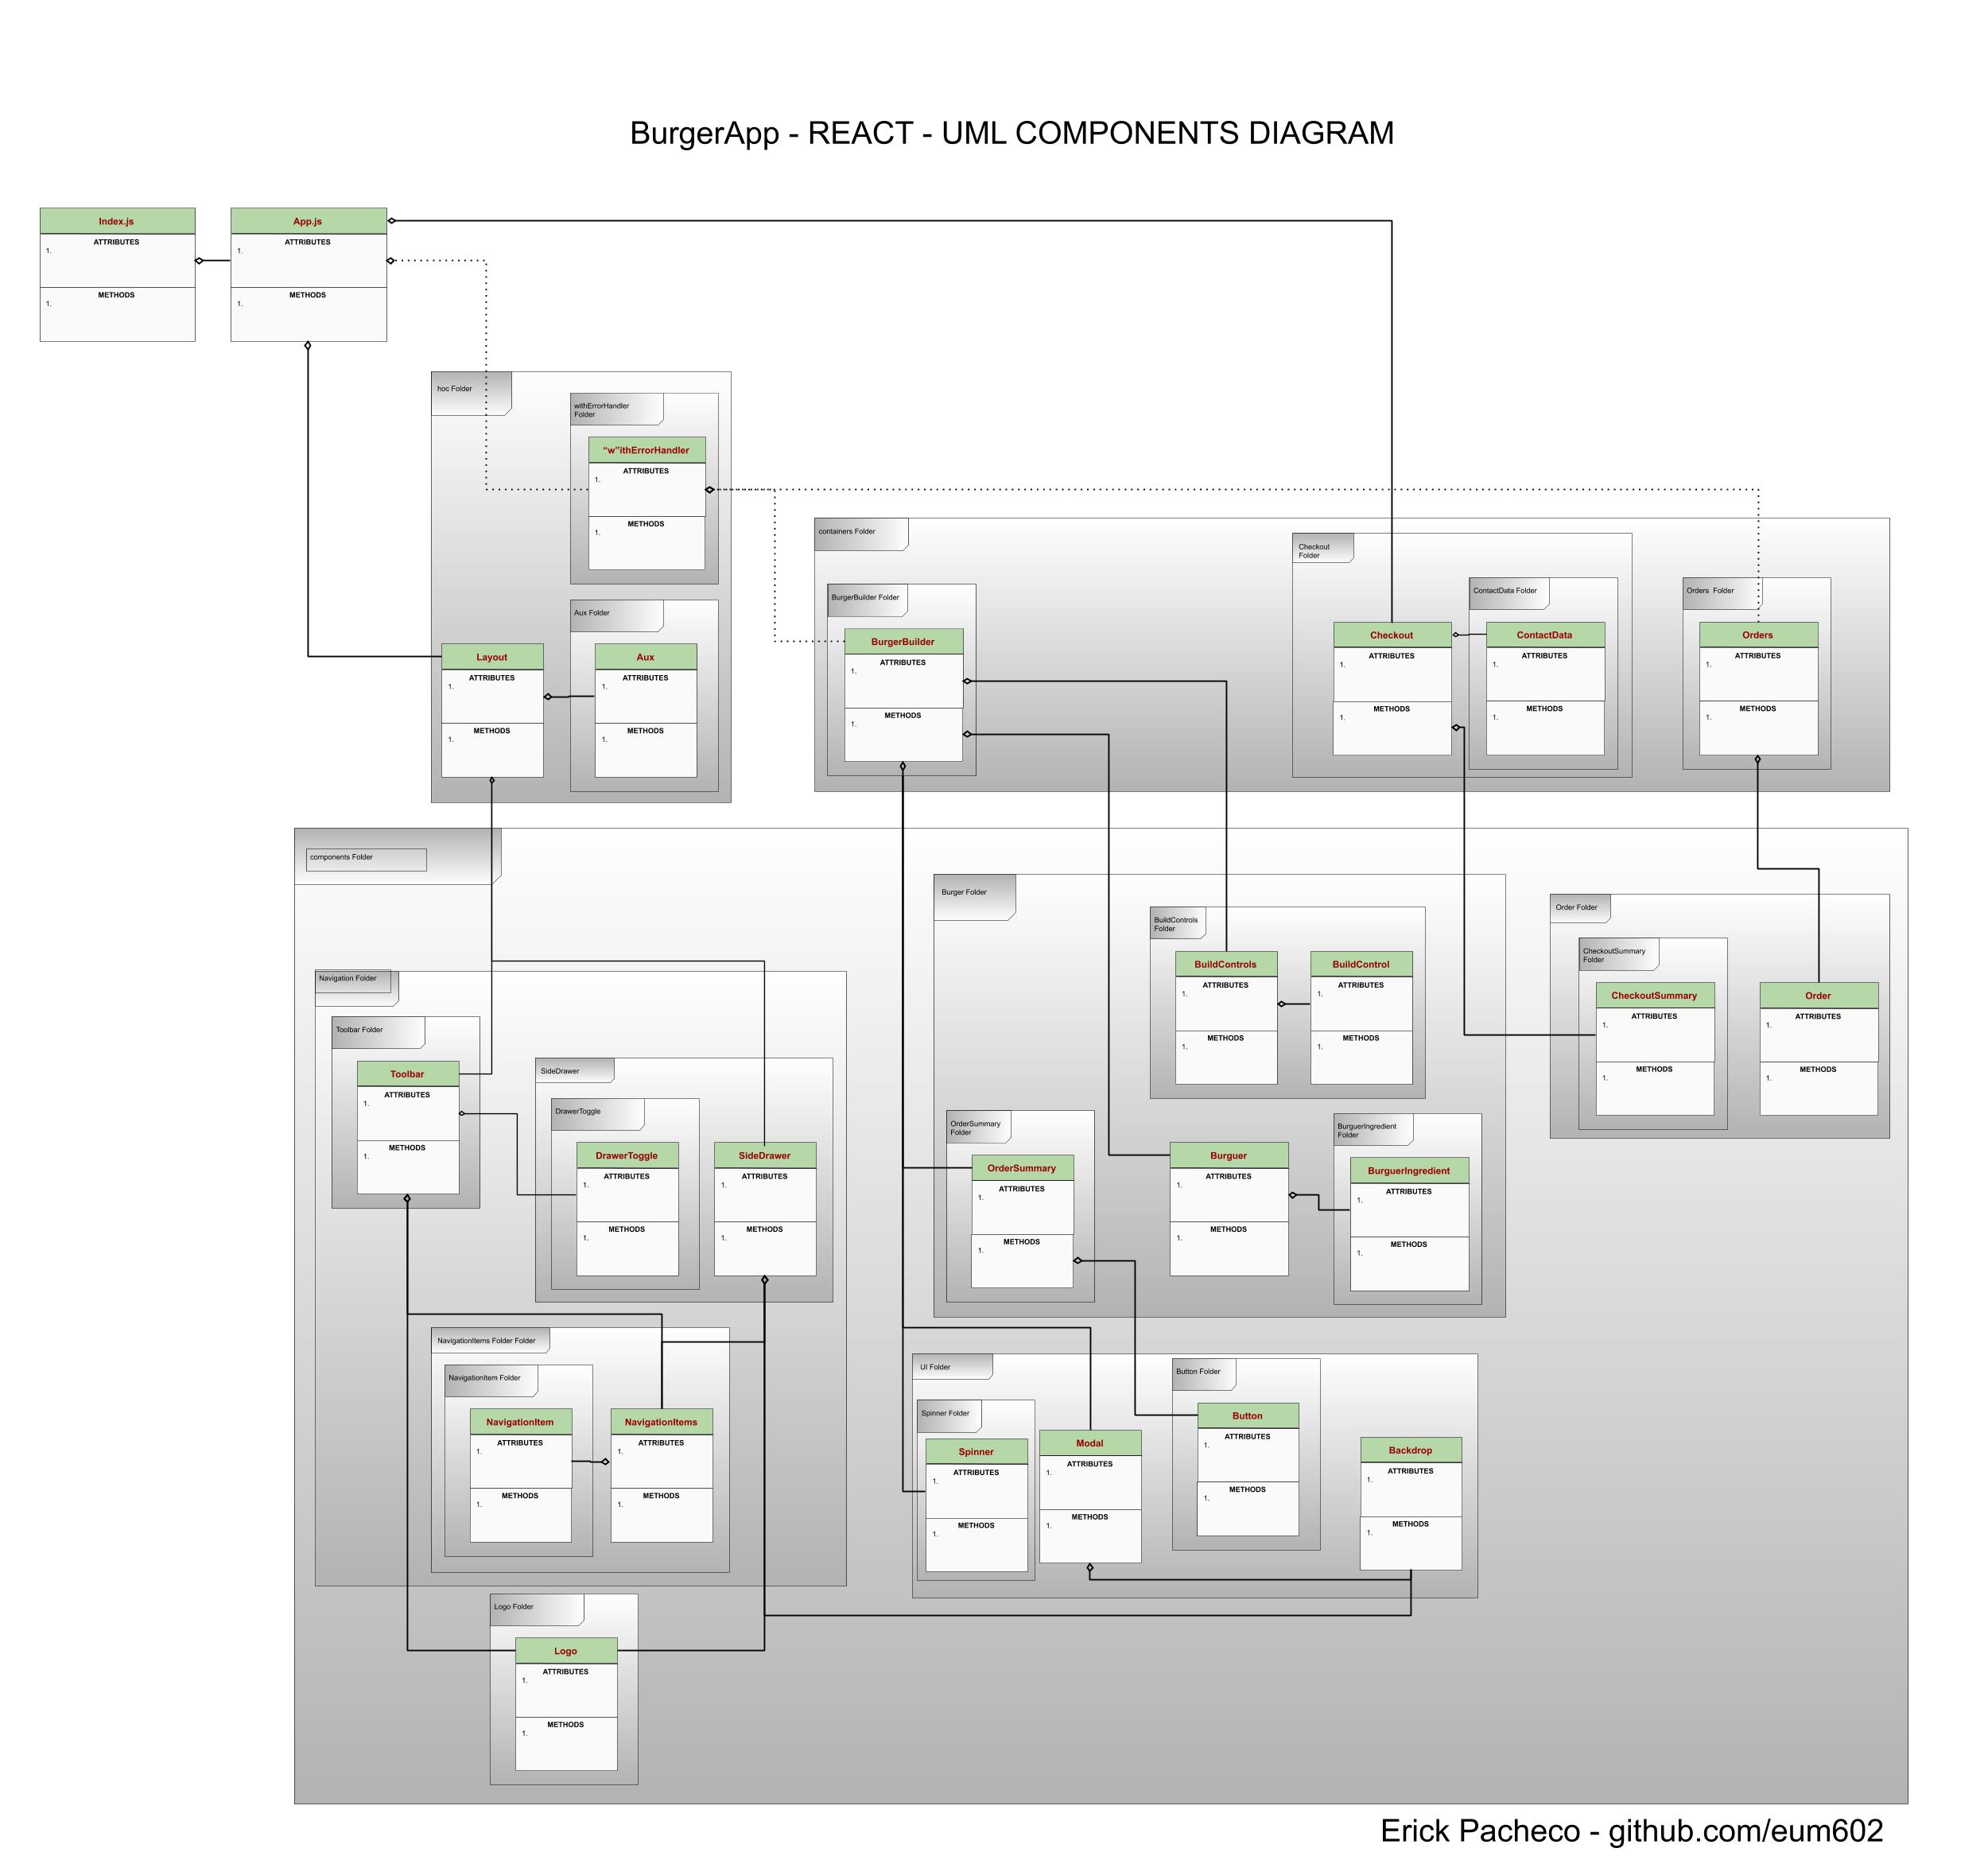 BurgerApp - REACT - UML COMPONENTS DIAGRAM
Index.js
ATTRIBUTES
1.
METHODS
1.
App.js
ATTRIBUTES
1.
METHODS
1.
hoc Folder
withErrorHandler
Folder
“w”ithErrorHandler
ATTRIBUTES
1.
METHODS
1.
Aux Folder
Layout
ATTRIBUTES
1.
METHODS
1.
Aux
ATTRIBUTES
1.
METHODS
1.
containers Folder
BurgerBuilder Folder
BurgerBuilder
ATTRIBUTES
1.
METHODS
1.
Checkout
Folder
Checkout
ATTRIBUTES
1.
METHODS
1.
ContactData Folder
ContactData
ATTRIBUTES
1.
METHODS
1.
Orders Folder
Orders
ATTRIBUTES
1.
METHODS
1.
components Folder
Navigation Folder
Toolbar Folder
Toolbar
ATTRIBUTES
1.
METHODS
1.
SideDrawer
DrawerToggle
DrawerToggle
ATTRIBUTES
1.
METHODS
1.
SideDrawer
ATTRIBUTES
1.
METHODS
1.
NavigationItems Folder Folder
NavigationItem Folder
NavigationItem
ATTRIBUTES
1.
METHODS
1.
NavigationItems
ATTRIBUTES
1.
METHODS
1.
Logo Folder
Logo
ATTRIBUTES
1.
METHODS
1.
Burger Folder
BuildControls
Folder
BuildControls
ATTRIBUTES
1.
METHODS
1.
BuildControl
ATTRIBUTES
1.
METHODS
1.
OrderSummary
Folder
OrderSummary
ATTRIBUTES
1.
METHODS
1.
Burguer
ATTRIBUTES
1.
METHODS
1.
BurguerIngredient
Folder
BurguerIngredient
ATTRIBUTES
1.
METHODS
1.
Order Folder
CheckoutSummary
Folder
CheckoutSummary
ATTRIBUTES
1.
METHODS
1.
Order
ATTRIBUTES
1.
METHODS
1.
UI Folder
Spinner Folder
Spinner
ATTRIBUTES
1.
METHODS
1.
Modal
ATTRIBUTES
1.
METHODS
1.
Button Folder
Button
ATTRIBUTES
1.
METHODS
1.
Backdrop
ATTRIBUTES
1.
METHODS
1.
Erick Pacheco - github.com/eum602